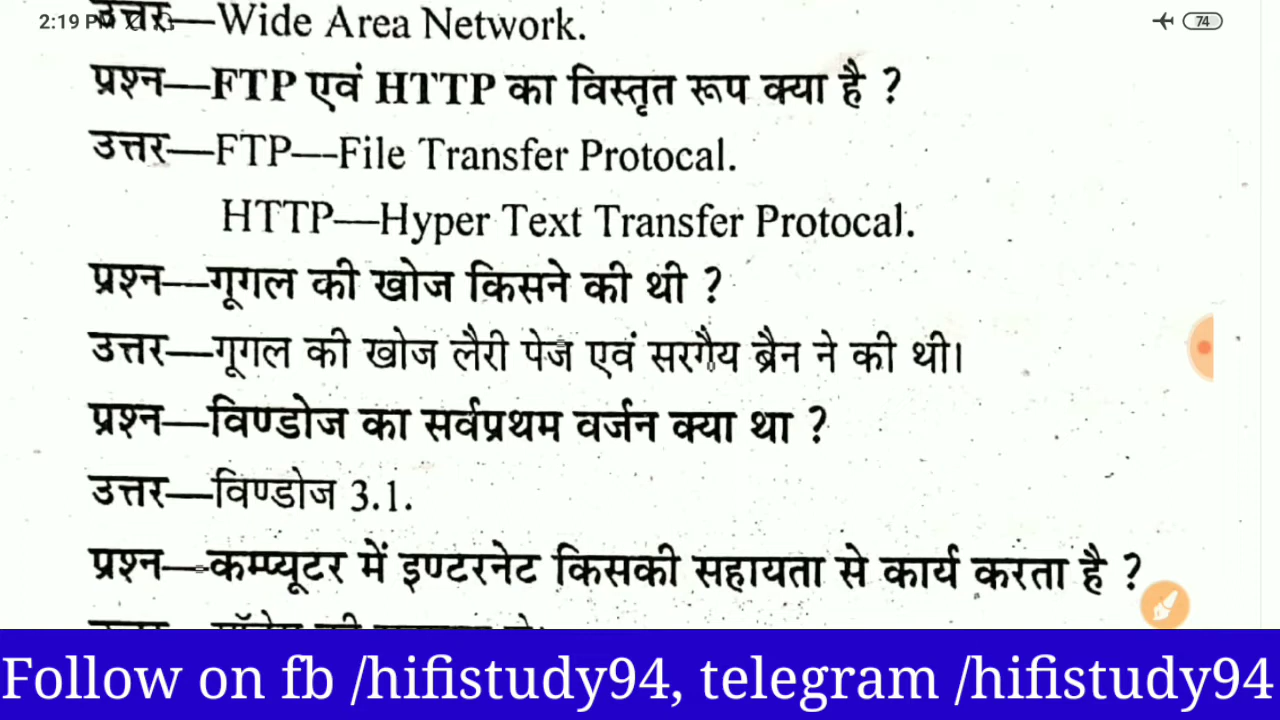 2:19 PM 74
उत्तर—Wide Area Network.
प्रश्न—FTP एवं HTTP का विस्तृत रूप क्या है ?
उत्तर—FTP—File Transfer Protocal.
HTTP—Hyper Text Transfer Protocal.
प्रश्न—गूगल की खोज किसने की थी ?
उत्तर—गूगल की खोज लैरी पेज एवं सरगैय ब्रैन ने की थी।
प्रश्न—विण्डोज का सर्वप्रथम वर्जन क्या था ?
उत्तर—विण्डोज 3.1.
प्रश्न—कम्प्यूटर में इण्टरनेट किसकी सहायता से कार्य करता है ?
Follow on fb /hifistudy94, telegram /hifistudy94